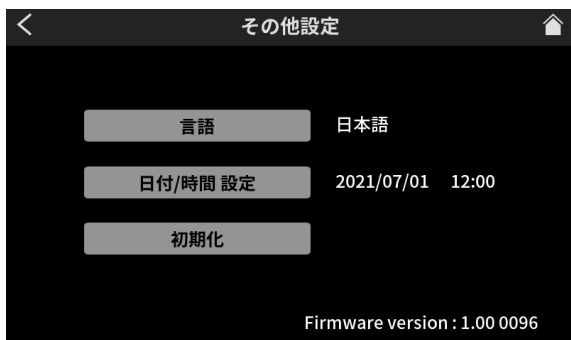 その他設定
言語 日本語
日付/時間 設定 2021/07/01 12:00
初期化
Firmware version : 1.00 0096